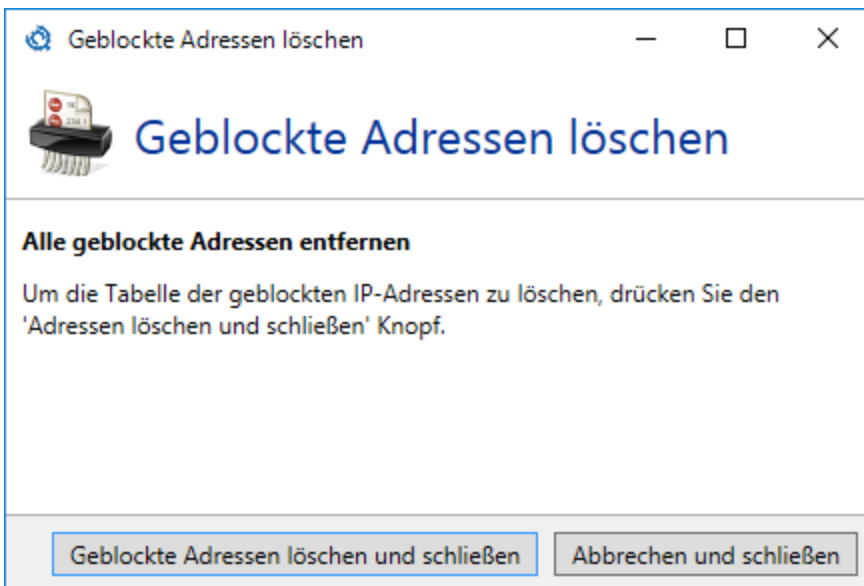 Geblockte Adressen löschen
Geblockte Adressen löschen
Alle geblockte Adressen entfernen
Um die Tabelle der geblockten IP-Adressen zu löschen, drücken Sie den
'Adressen löschen und schließen' Knopf.
Geblockte Adressen löschen und schließen
Abbrechen und schließen